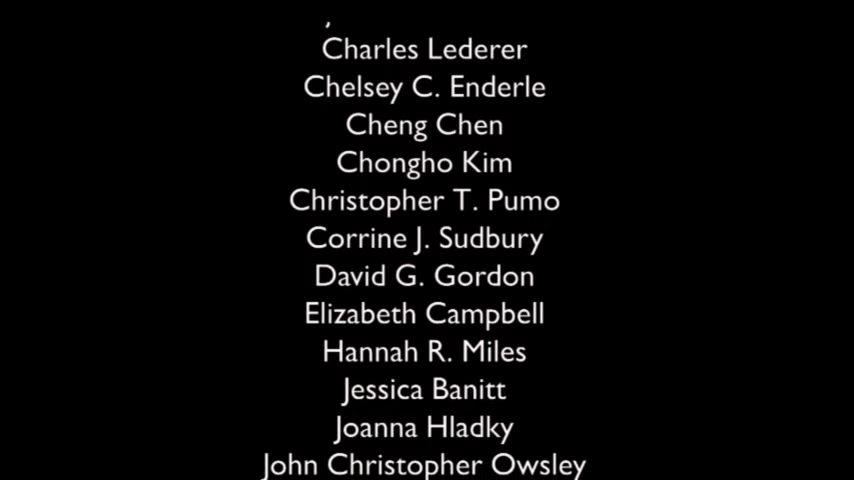 Charles Lederer
Chelsey C. Enderle
Cheng Chen
Chongho Kim
Christopher T. Pumo
Corrine J. Sudbury
David G. Gordon
Elizabeth Campbell
Hannah R. Miles
Jessica Banitt
Joanna Hladky
John Christopher Owsley